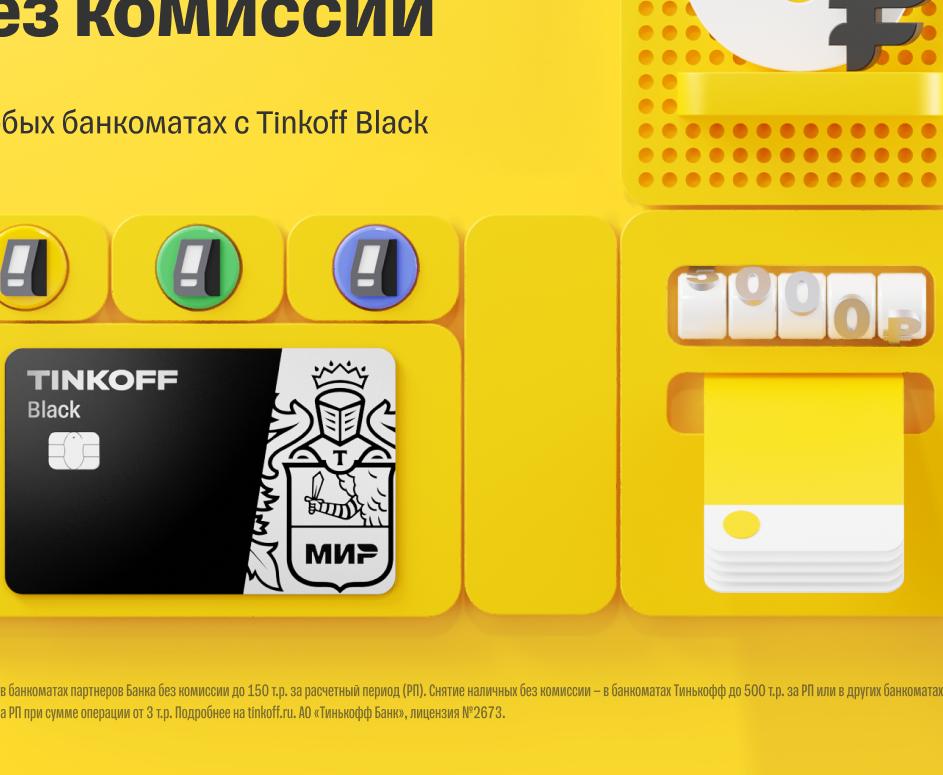 ез комиссии
бых банкоматах с Tinkoff Black
5000₽
TINKOFF
Black
T
МИР
в банкоматах партнеров Банка без комиссии до 150 т.р. за расчетный период (РП). Снятие наличных без комиссии – в банкоматах Тинькофф до 500 т.р. за РП или в других банкоматах
а РП при сумме операции от 3 т.р. Подробнее на tinkoff.ru. АО «Тинькофф Банк», лицензия №2673.